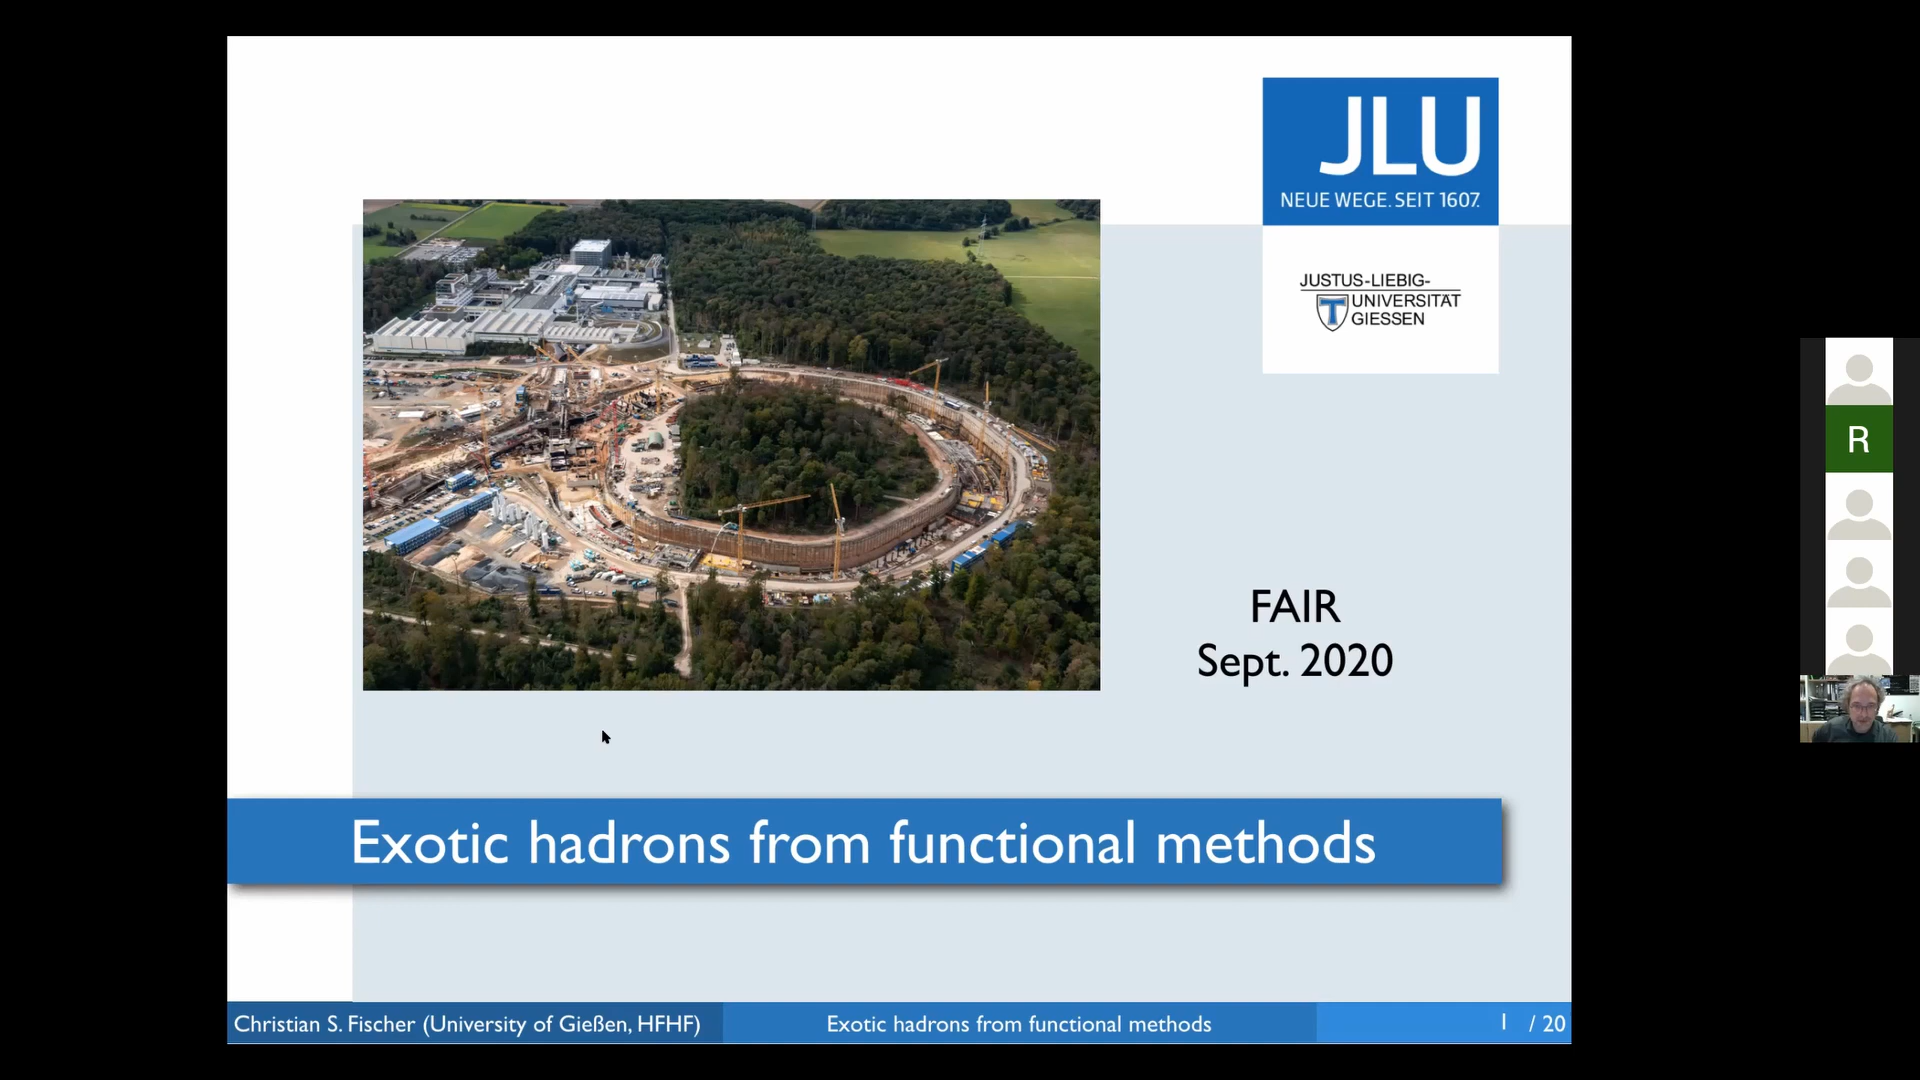 JLU
NEUE WEGE. SEIT 1607.
JUSTUS-LIEBIG-
UNIVERSITÄT
GIESSEN
R
FAIR
Sept. 2020
Exotic hadrons from functional methods
Christian S. Fischer (University of Gießen, HFHF)
Exotic hadrons from functional methods
1 / 20